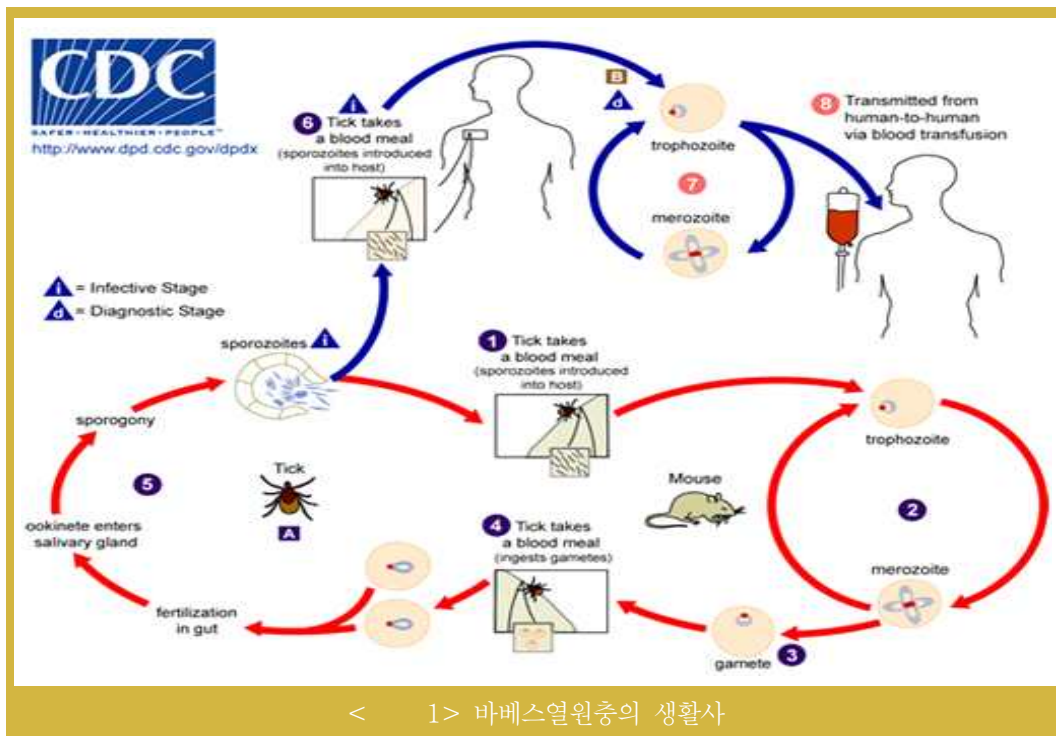 CDC
SAFER • HEALTHIER • PEOPLE™
http://www.dpd.cdc.gov/dpdx
i
6 Tick takes
a blood meal
(sporozoites introduced
into host)
B
d
trophozoite
7
merozoite
8 Transmitted from
human-to-human
via blood transfusion
i = Infective Stage
d = Diagnostic Stage
sporozoites i
1 Tick takes
a blood meal
(sporozoites introduced
into host)
trophozoite
sporogony
5
Tick
A
Mouse
2
ookinete enters
salivary gland
4 Tick takes
a blood meal
(ingests gametes)
merozoite
fertilization
in gut
gamete 3
< 1> 바베스열원충의 생활사